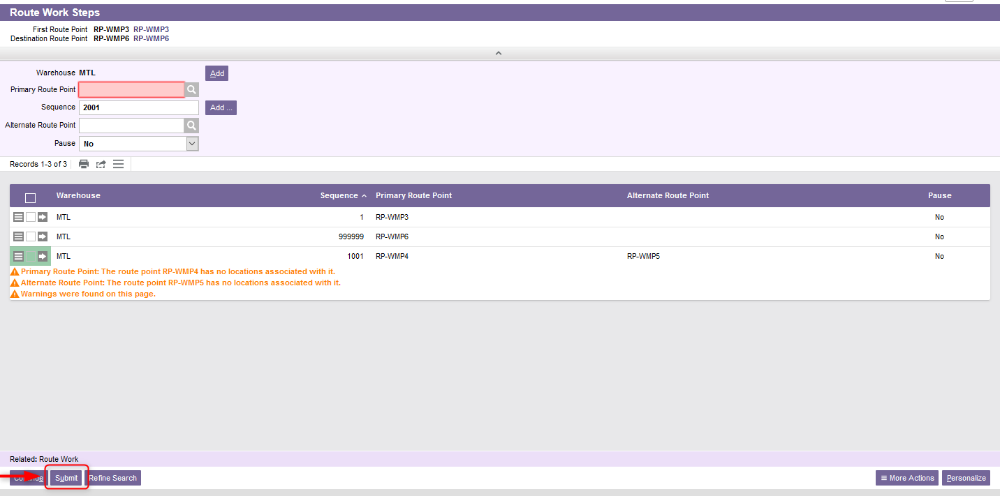 Route Work Steps
First Route Point RP-WMP3 RP-WMP3
Destination Route Point RP-WMP6 RP-WMP6
Warehouse MTL Add
Primary Route Point
Sequence 2001 Add ...
Alternate Route Point
Pause No
Records 1-3 of 3
Warehouse Sequence Primary Route Point Alternate Route Point Pause
MTL 1 RP-WMP3 No
MTL 999999 RP-WMP6 No
MTL 1001 RP-WMP4 RP-WMP5 No
Primary Route Point: The route point RP-WMP4 has no locations associated with it.
Alternate Route Point: The route point RP-WMP5 has no locations associated with it.
Warnings were found on this page.
Related: Route Work
Continue Submit Refine Search More Actions Personalize